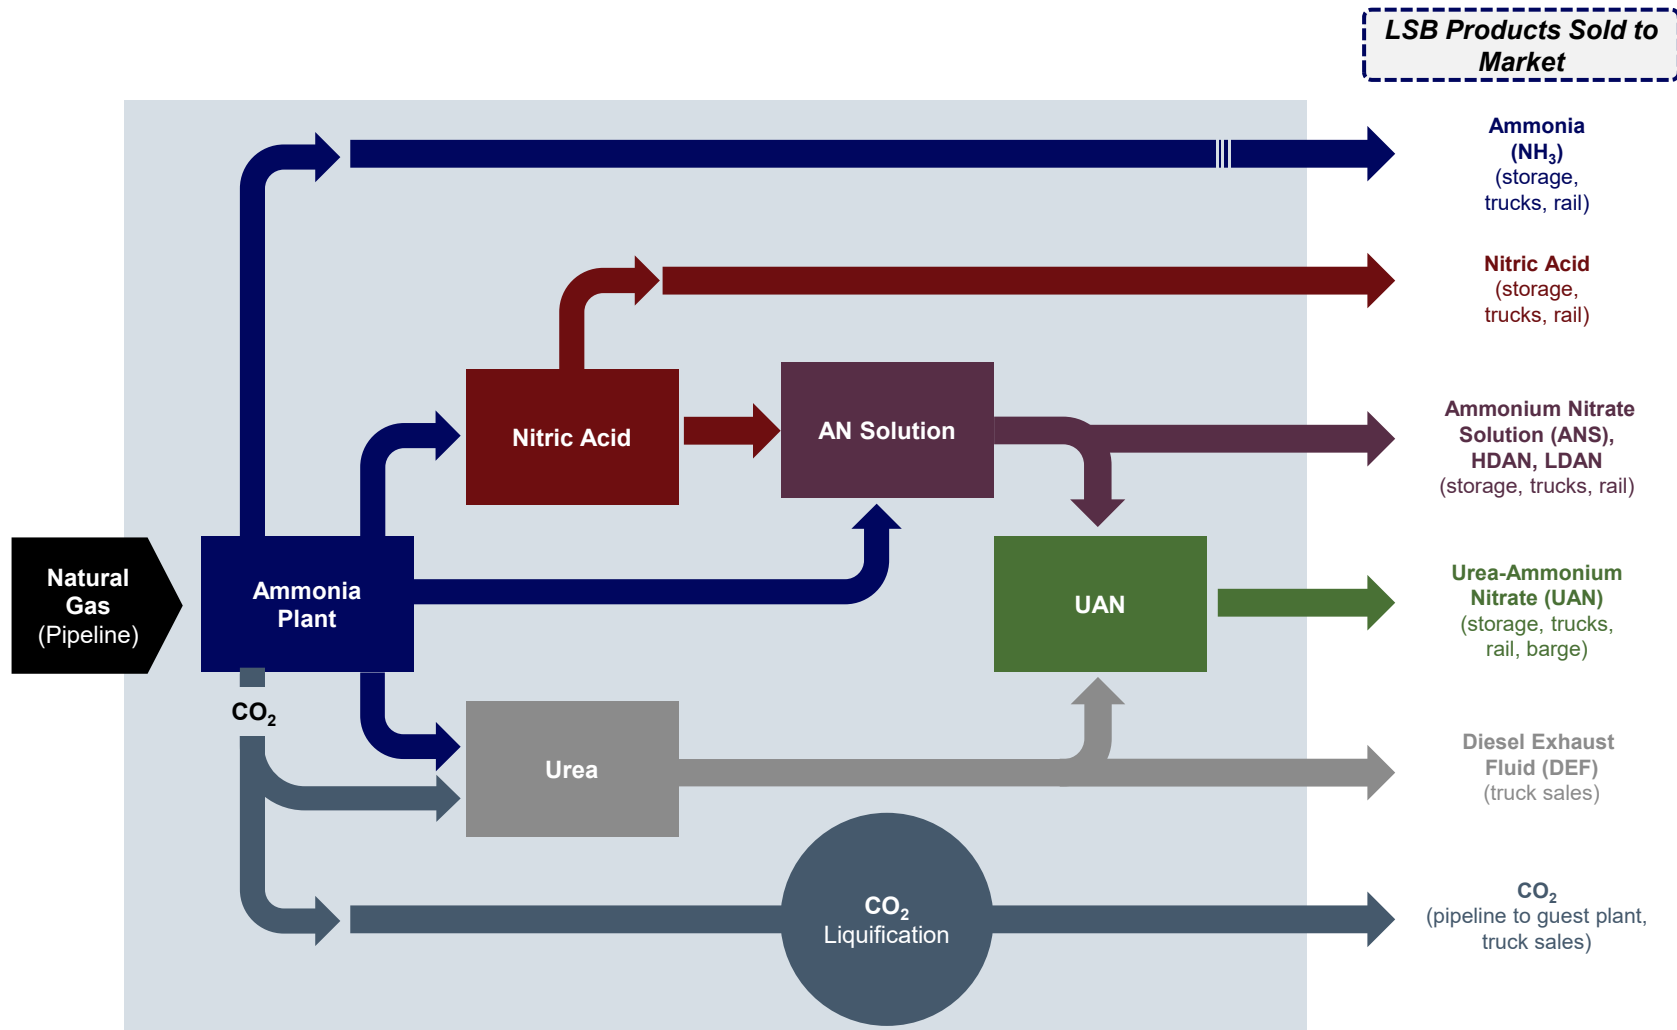 LSB Products Sold to
Market
Ammonia
(NH₃)
(storage,
trucks, rail)
Nitric Acid
(storage,
trucks, rail)
Nitric Acid
AN Solution
Ammonium Nitrate
Solution (ANS),
HDAN, LDAN
(storage, trucks, rail)
Natural
Gas
(Pipeline)
Ammonia
Plant
UAN
Urea-Ammonium
Nitrate (UAN)
(storage, trucks,
rail, barge)
CO₂
Urea
Diesel Exhaust
Fluid (DEF)
(truck sales)
CO₂
Liquification
CO₂
(pipeline to guest plant,
truck sales)